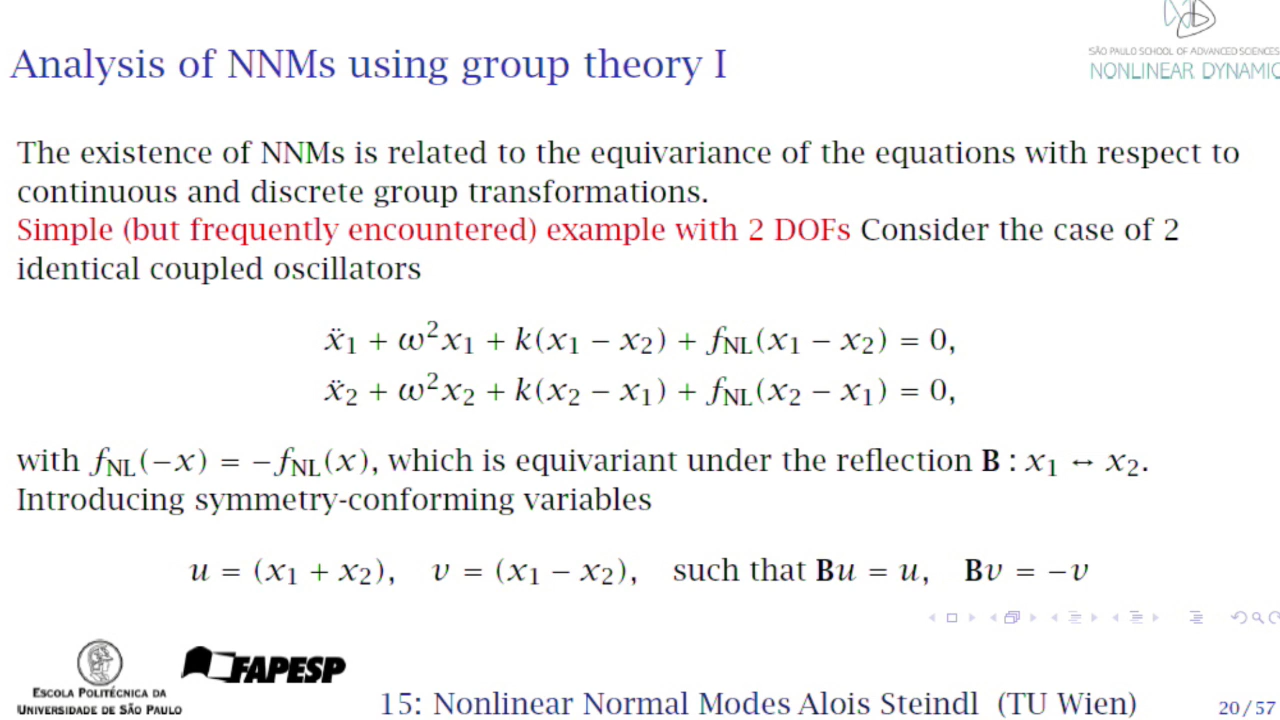 SÃO PAULO SCHOOL OF ADVANCED SCIENCES
NONLINEAR DYNAMIC
Analysis of NNMs using group theory I
The existence of NNMs is related to the equivariance of the equations with respect to
continuous and discrete group transformations.
Simple (but frequently encountered) example with 2 DOFs Consider the case of 2
identical coupled oscillators
ẍ₁ + ω²x₁ + k(x₁ − x₂) + f_NL(x₁ − x₂) = 0,
ẍ₂ + ω²x₂ + k(x₂ − x₁) + f_NL(x₂ − x₁) = 0,
with f_NL(−x) = −f_NL(x), which is equivariant under the reflection B : x₁ ↔ x₂.
Introducing symmetry-conforming variables
u = (x₁ + x₂), v = (x₁ − x₂), such that Bu = u, Bv = −v
FAPESP
ESCOLA POLITÉCNICA DA
UNIVERSIDADE DE SÃO PAULO
15: Nonlinear Normal Modes Alois Steindl (TU Wien)
20/57